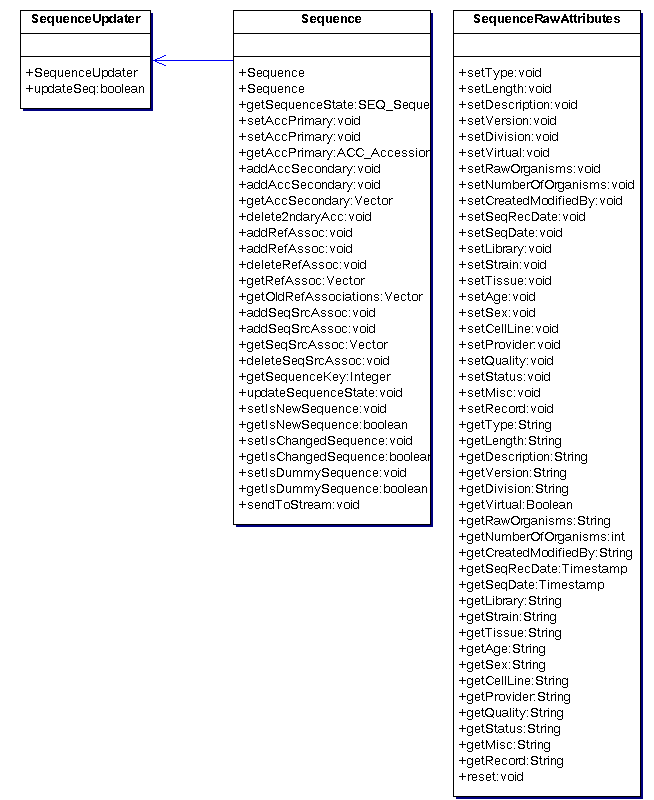 SequenceUpdater
+SequenceUpdater
+updateSeq:boolean
Sequence
+Sequence
+Sequence
+getSequenceState:SEQ_Seque
+setAccPrimary:void
+setAccPrimary:void
+getAccPrimary:ACC_Accession
+addAccSecondary:void
+addAccSecondary:void
+getAccSecondary:Vector
+delete2ndaryAcc:void
+addRefAssoc:void
+addRefAssoc:void
+deleteRefAssoc:void
+getRefAssoc:Vector
+getOldRefAssociations:Vector
+addSeqSrcAssoc:void
+addSeqSrcAssoc:void
+getSeqSrcAssoc:Vector
+deleteSeqSrcAssoc:void
+getSequenceKey:Integer
+updateSequenceState:void
+setIsNewSequence:void
+getIsNewSequence:boolean
+setIsChangedSequence:void
+getIsChangedSequence:boolean
+setIsDummySequence:void
+getIsDummySequence:boolean
+sendToStream:void
SequenceRawAttributes
+setType:void
+setLength:void
+setDescription:void
+setVersion:void
+setDivision:void
+setVirtual:void
+setRawOrganisms:void
+setNumberOfOrganisms:void
+setCreatedModifiedBy:void
+setSeqRecDate:void
+setSeqDate:void
+setLibrary:void
+setStrain:void
+setTissue:void
+setAge:void
+setSex:void
+setCellLine:void
+setProvider:void
+setQuality:void
+setStatus:void
+setMisc:void
+setRecord:void
+getType:String
+getLength:String
+getDescription:String
+getVersion:String
+getDivision:String
+getVirtual:Boolean
+getRawOrganisms:String
+getNumberOfOrganisms:int
+getCreatedModifiedBy:String
+getSeqRecDate:Timestamp
+getSeqDate:Timestamp
+getLibrary:String
+getStrain:String
+getTissue:String
+getAge:String
+getSex:String
+getCellLine:String
+getProvider:String
+getQuality:String
+getStatus:String
+getMisc:String
+getRecord:String
+reset:void